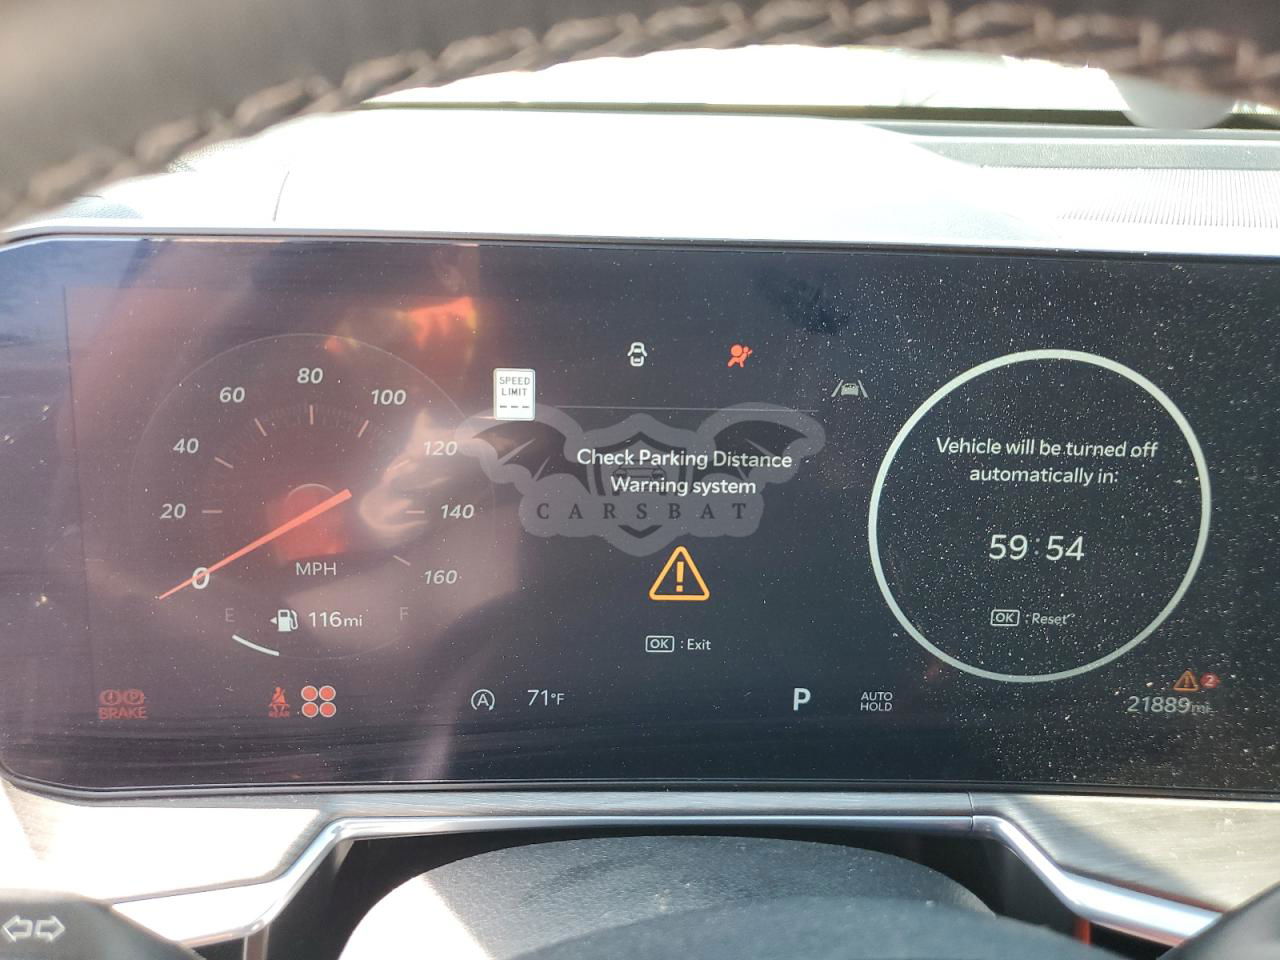 80
60
100
40
120
20
140
0
160
MPH
E
116mi
F
SPEED
LIMIT
---
Check Parking Distance
Warning system
CARSBAT
OK : Exit
Vehicle will be turned off
automatically in:
59:54
OK : Reset
BRAKE
REAR
A
71°F
P
AUTO
HOLD
2
21889mi